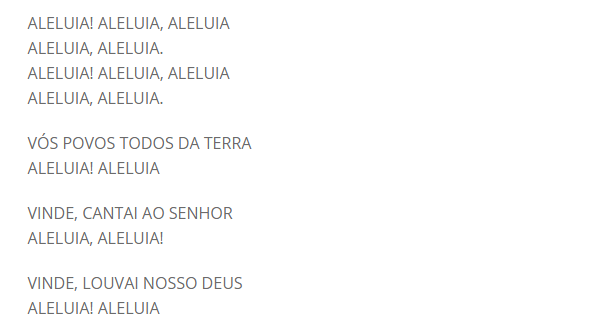 ALELUIA! ALELUIA, ALELUIA
ALELUIA, ALELUIA.
ALELUIA! ALELUIA, ALELUIA
ALELUIA, ALELUIA.
VÓS POVOS TODOS DA TERRA
ALELUIA! ALELUIA
VINDE, CANTAI AO SENHOR
ALELUIA, ALELUIA!
VINDE, LOUVAI NOSSO DEUS
ALELUIA! ALELUIA